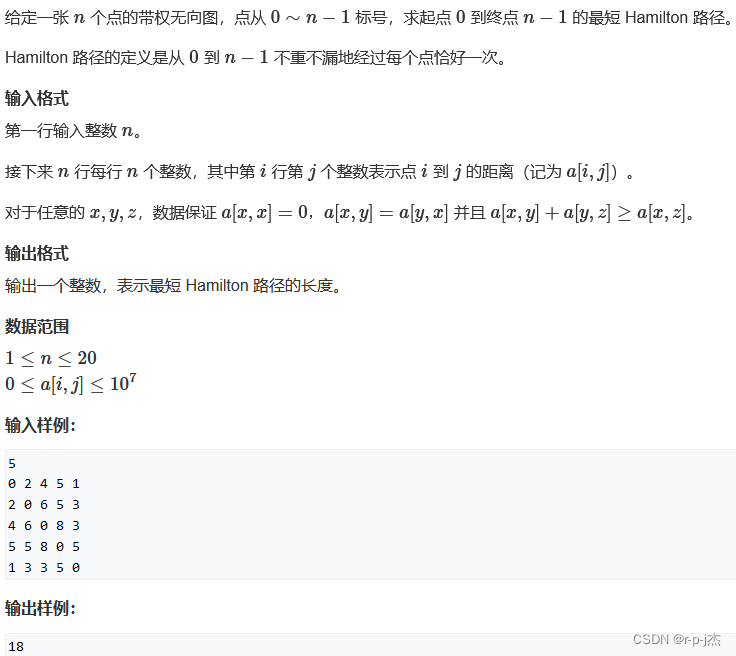 给定一张 n 个点的带权无向图，点从 0 ~ n − 1 标号，求起点 0 到终点 n − 1 的最短 Hamilton 路径。
Hamilton 路径的定义是从 0 到 n − 1 不重不漏地经过每个点恰好一次。
输入格式
第一行输入整数 n。
接下来 n 行每行 n 个整数，其中第 i 行第 j 个整数表示点 i 到 j 的距离（记为 a[i, j]）。
对于任意的 x, y, z，数据保证 a[x, x] = 0，a[x, y] = a[y, x] 并且 a[x, y] + a[y, z] ≥ a[x, z]。
输出格式
输出一个整数，表示最短 Hamilton 路径的长度。
数据范围
1 ≤ n ≤ 20
0 ≤ a[i, j] ≤ 10⁷
输入样例：
5
0 2 4 5 1
2 0 6 5 3
4 6 0 8 3
5 5 8 0 5
1 3 3 5 0
输出样例：
18
CSDN @r-p-j杰